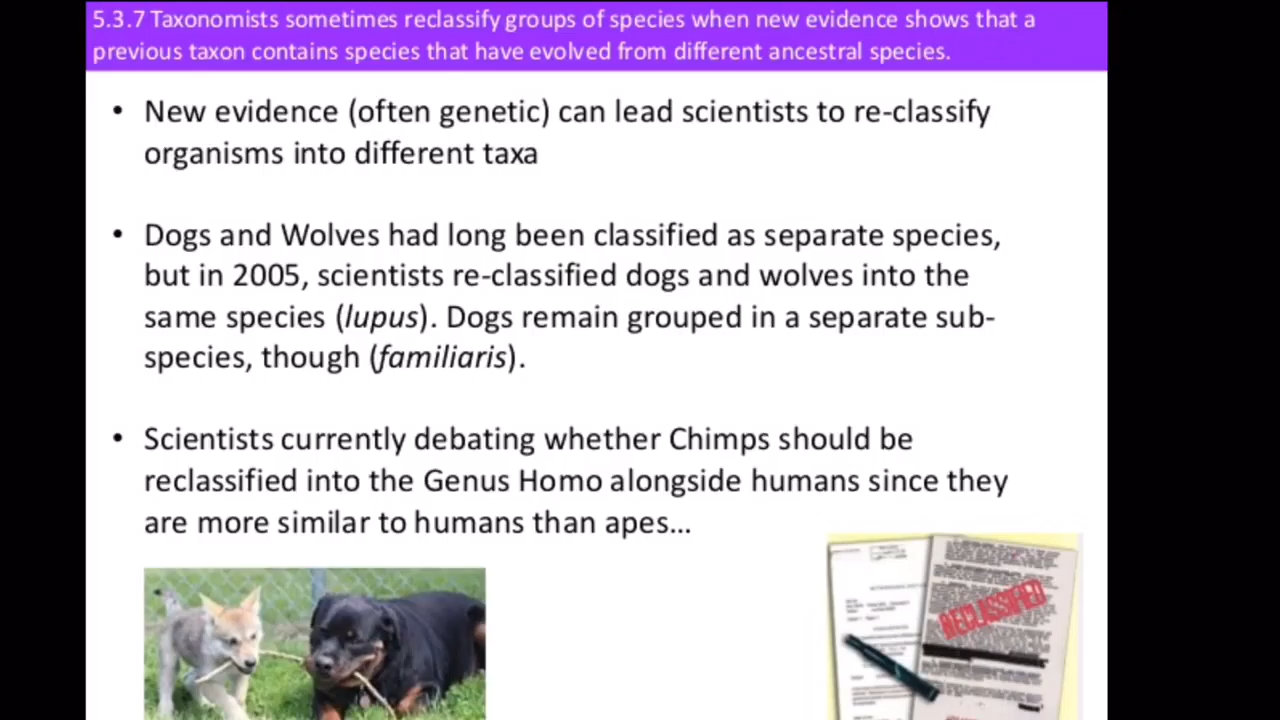 5.3.7 Taxonomists sometimes reclassify groups of species when new evidence shows that a
previous taxon contains species that have evolved from different ancestral species.
• New evidence (often genetic) can lead scientists to re-classify
organisms into different taxa
• Dogs and Wolves had long been classified as separate species,
but in 2005, scientists re-classified dogs and wolves into the
same species (lupus). Dogs remain grouped in a separate sub-
species, though (familiaris).
• Scientists currently debating whether Chimps should be
reclassified into the Genus Homo alongside humans since they
are more similar to humans than apes...
RECLASSIFIED